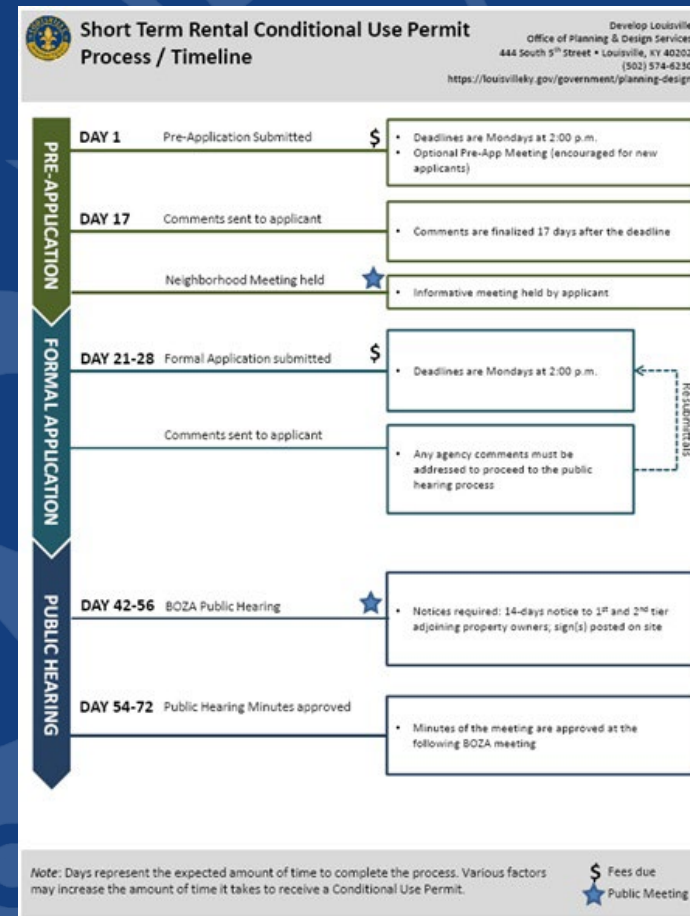 Short Term Rental Conditional Use Permit
Process / Timeline
Develop Louisville
Office of Planning & Design Services
444 South 5th Street • Louisville, KY 40202
(502) 574-6230
https://louisvilleky.gov/government/planning-design
PRE-APPLICATION
DAY 1 Pre-Application Submitted $
• Deadlines are Mondays at 2:00 p.m.
• Optional Pre-App Meeting (encouraged for new
applicants)
DAY 17 Comments sent to applicant
• Comments are finalized 17 days after the deadline
Neighborhood Meeting held
• Informative meeting held by applicant
FORMAL APPLICATION
DAY 21-28 Formal Application submitted $
• Deadlines are Mondays at 2:00 p.m.
Resubmittals
Comments sent to applicant
• Any agency comments must be
addressed to proceed to the public
hearing process
PUBLIC HEARING
DAY 42-56 BOZA Public Hearing
• Notices required: 14-days notice to 1st and 2nd tier
adjoining property owners; sign(s) posted on site
DAY 54-72 Public Hearing Minutes approved
• Minutes of the meeting are approved at the
following BOZA meeting
Note: Days represent the expected amount of time to complete the process. Various factors
may increase the amount of time it takes to receive a Conditional Use Permit.
$ Fees due
Public Meeting